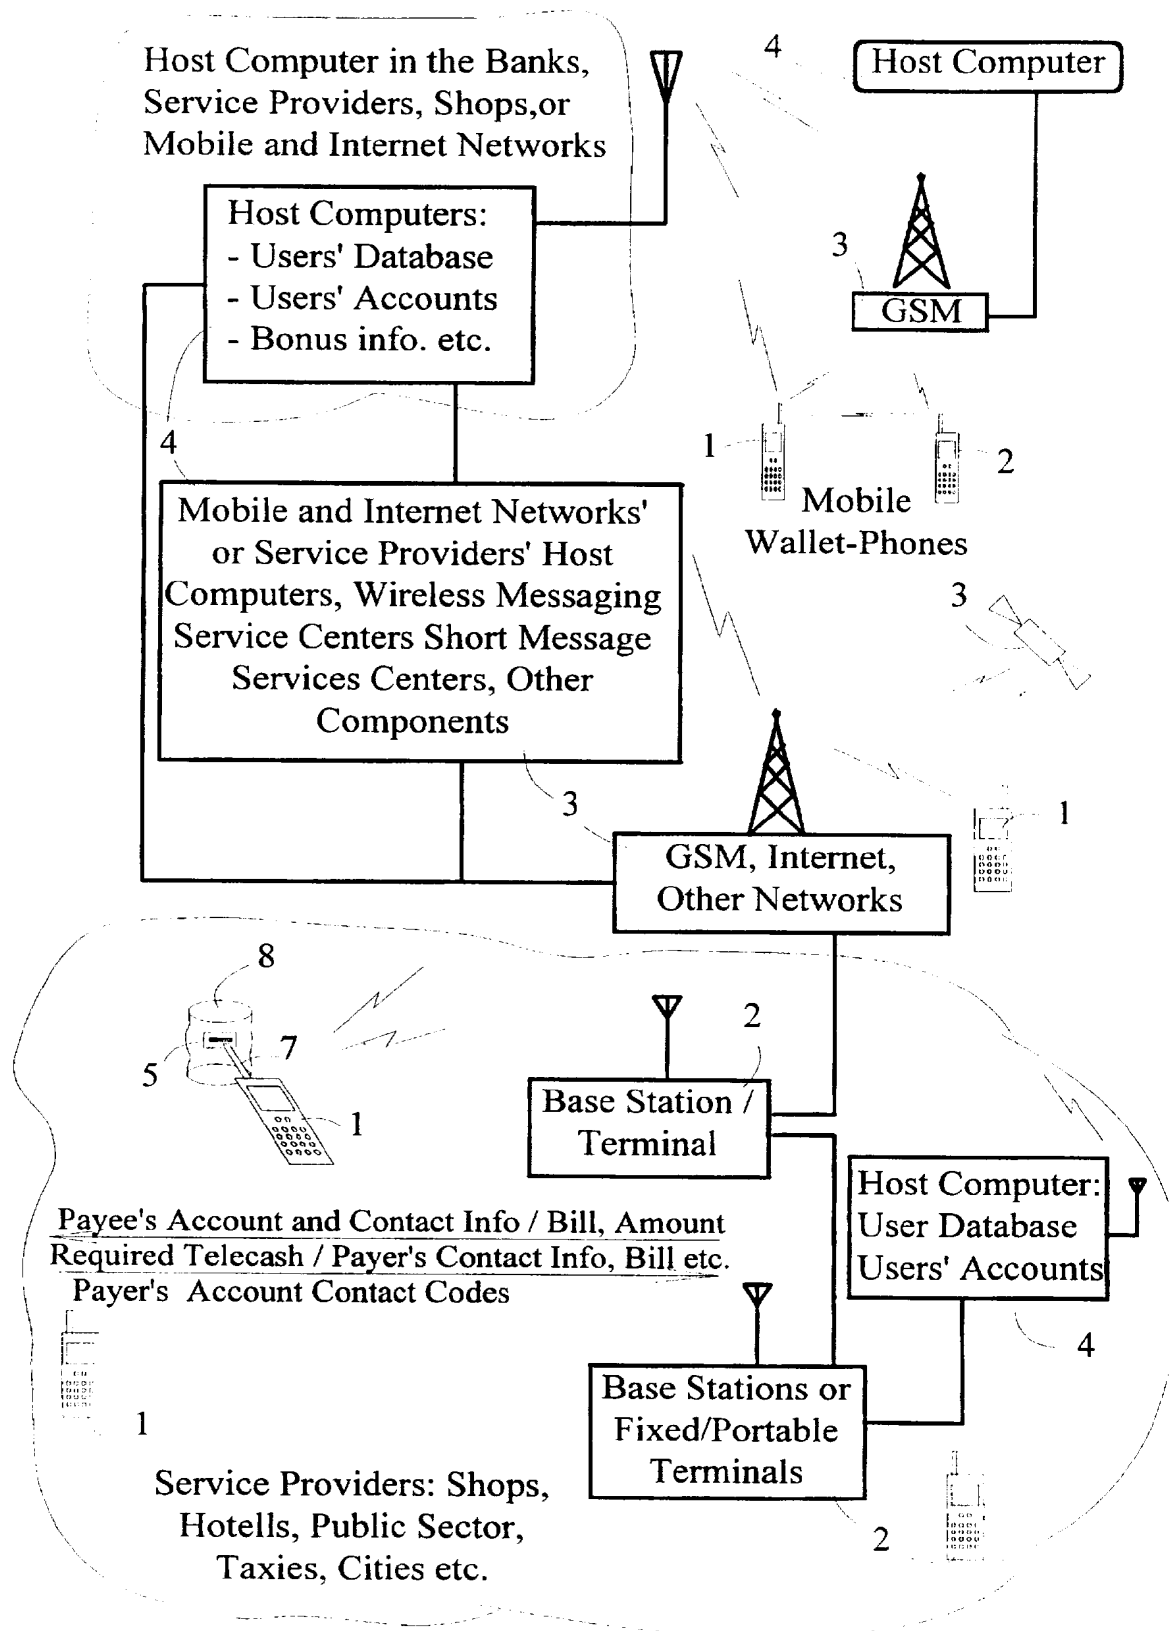 Host Computer in the Banks,
Service Providers, Shops,or
Mobile and Internet Networks
4
Host Computer
Host Computers:
- Users' Database
- Users' Accounts
- Bonus info. etc.
3
GSM
4
1
2
Mobile
Wallet-Phones
Mobile and Internet Networks'
or Service Providers' Host
Computers, Wireless Messaging
Service Centers Short Message
Services Centers, Other
Components
3
3
1
GSM, Internet,
Other Networks
8
5
7
1
2
Base Station /
Terminal
Host Computer:
User Database
Users' Accounts
4
Payee's Account and Contact Info / Bill, Amount
Required Telecash / Payer's Contact Info, Bill etc.
Payer's Account Contact Codes
1
Base Stations or
Fixed/Portable
Terminals
2
Service Providers: Shops,
Hotells, Public Sector,
Taxies, Cities etc.